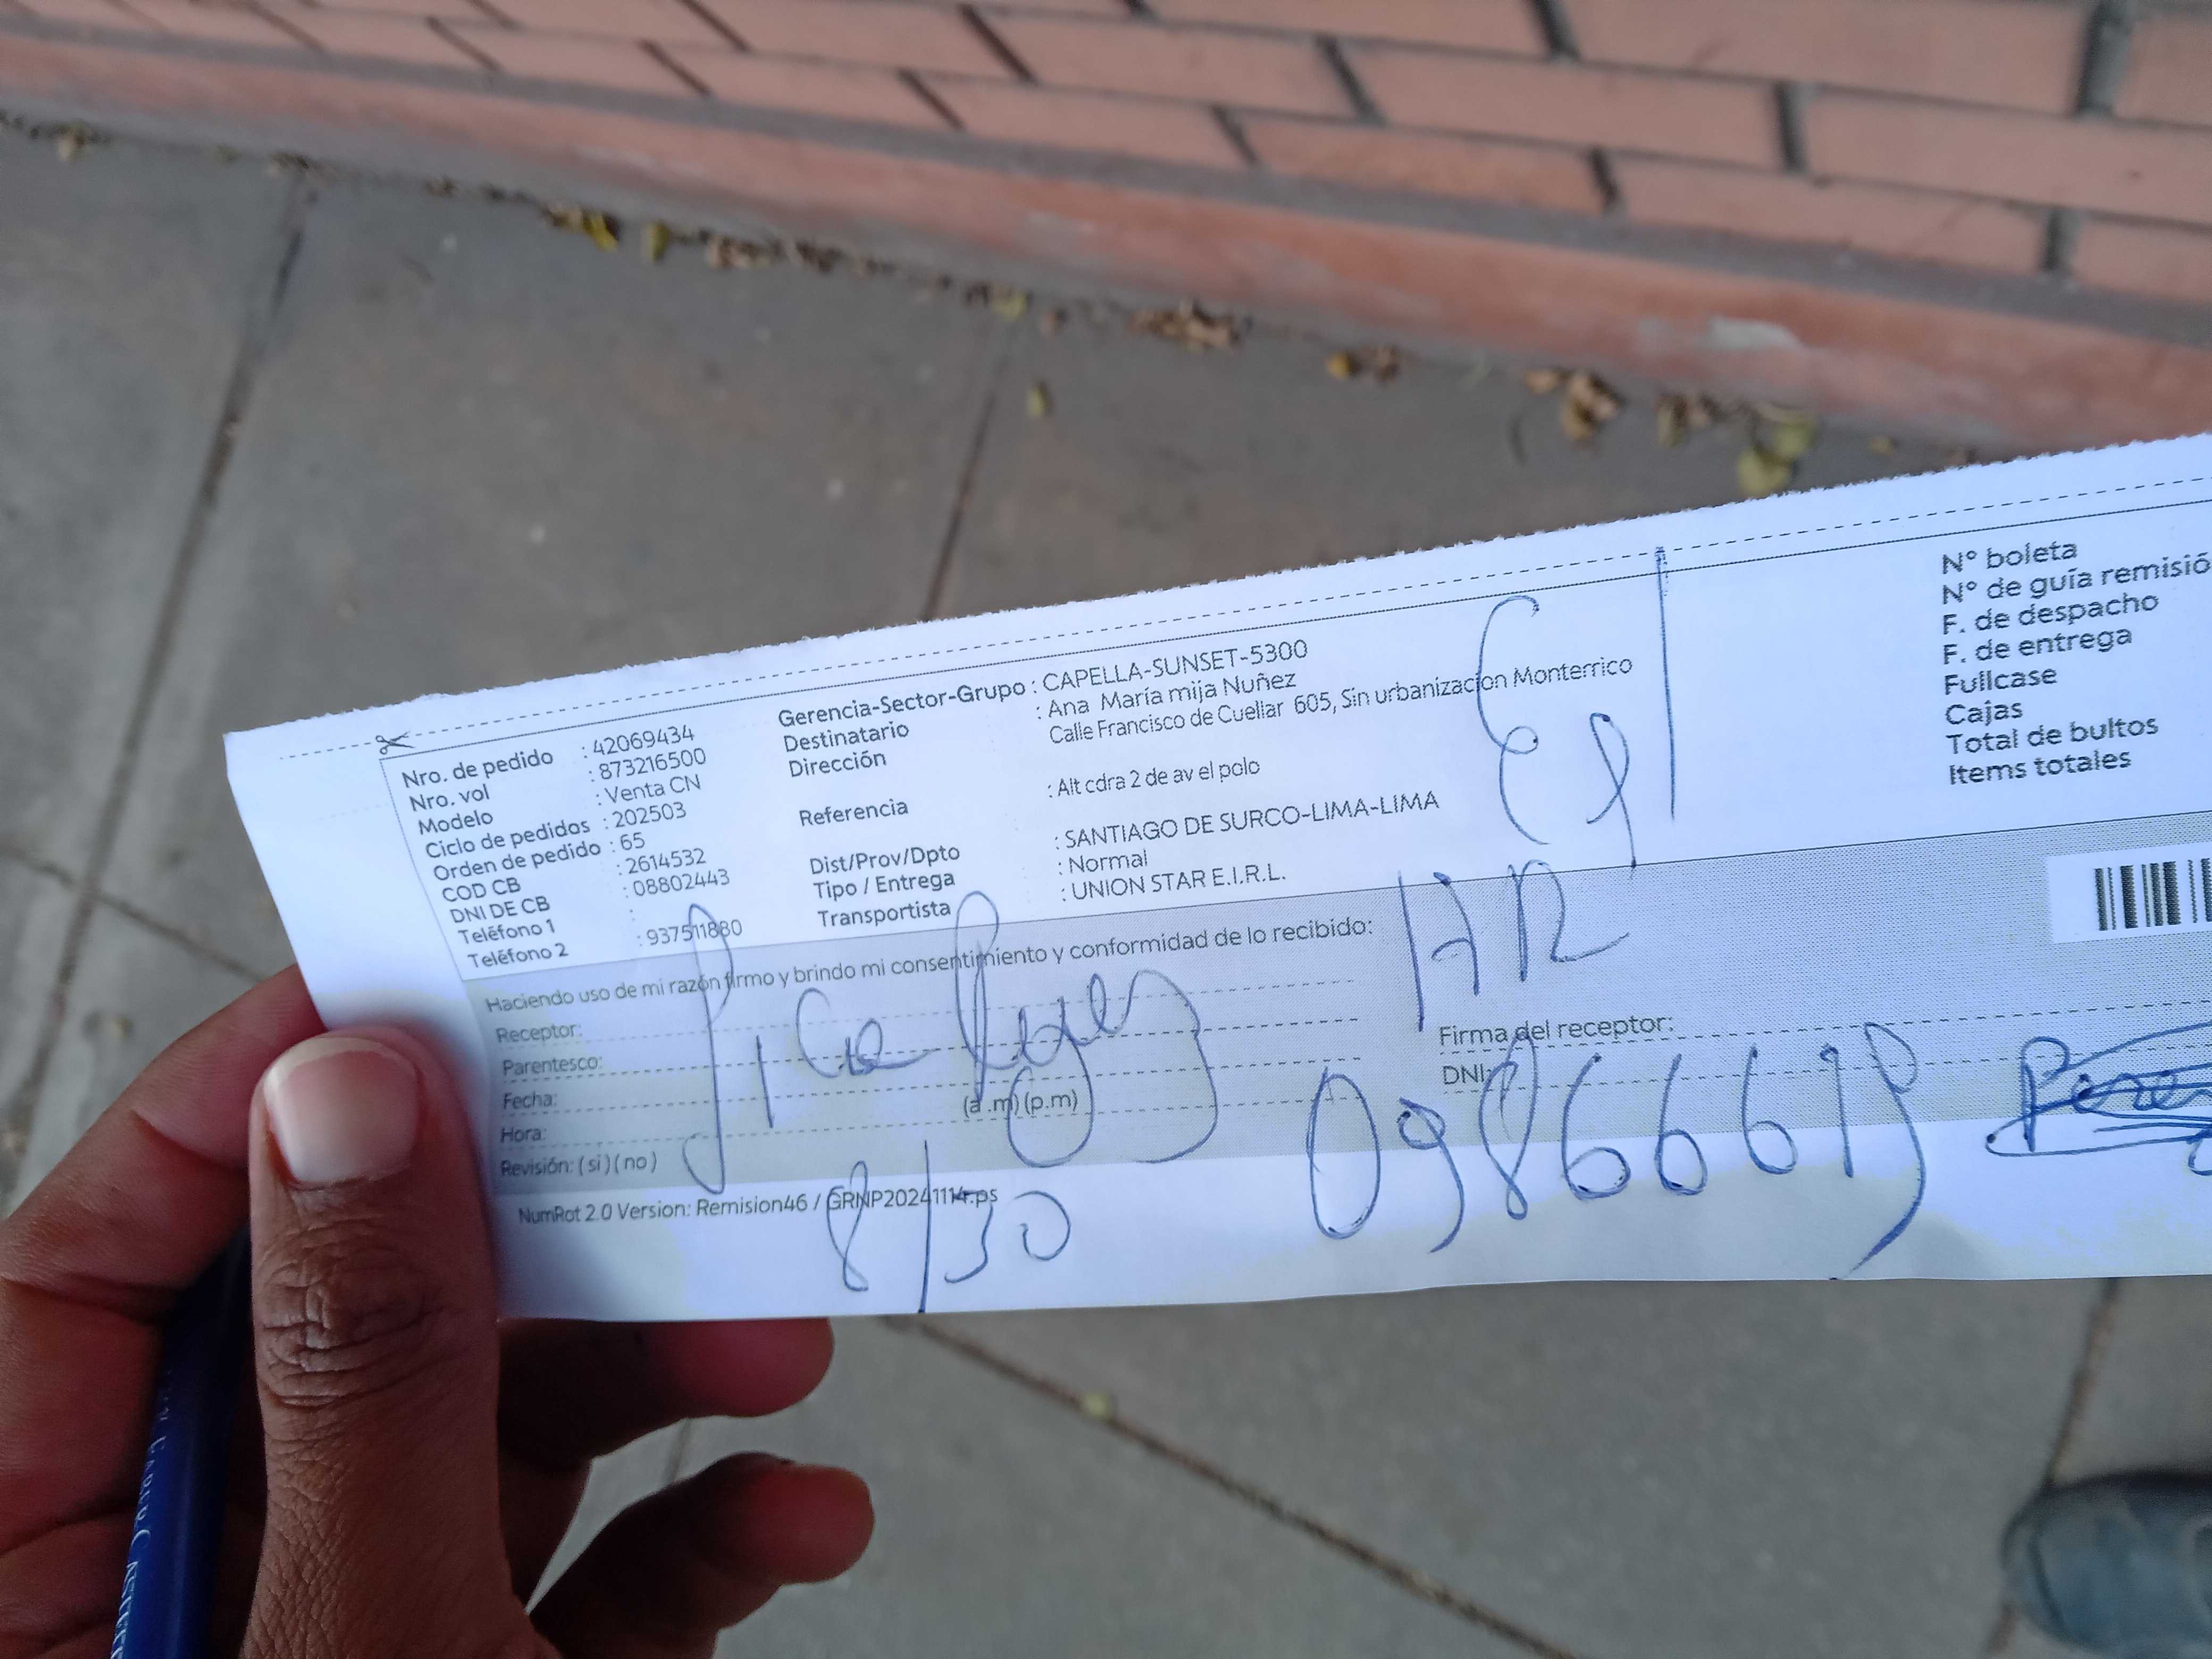 Nro. de pedido : 42069434
Nro. vol : 873216500
Modelo : Venta CN
Ciclo de pedidos : 202503
Orden de pedido : 65
COD CB : 2614532
DNI DE CB : 08802443
Teléfono 1 :
Teléfono 2 : 937511880
Gerencia-Sector-Grupo : CAPELLA-SUNSET-5300
Destinatario : Ana María mija Nuñez
Dirección Calle Francisco de Cuellar 605, Sin urbanizacion Monterrico
Referencia : Alt cdra 2 de av el polo
Dist/Prov/Dpto : SANTIAGO DE SURCO-LIMA-LIMA
Tipo / Entrega : Normal
Transportista : UNION STAR E.I.R.L.
N° boleta
N° de guía remisió
F. de despacho
F. de entrega
Fullcase
Cajas
Total de bultos
Items totales
Haciendo uso de mi razón firmo y brindo mi consentimiento y conformidad de lo recibido:
Receptor:
Parentesco:
Fecha:
Hora: (a.m) (p.m)
Revisión: ( si ) ( no )
Firma del receptor:
DNI:
NumRot 2.0 Version: Remision46 / GRNP20241114.ps
8/30